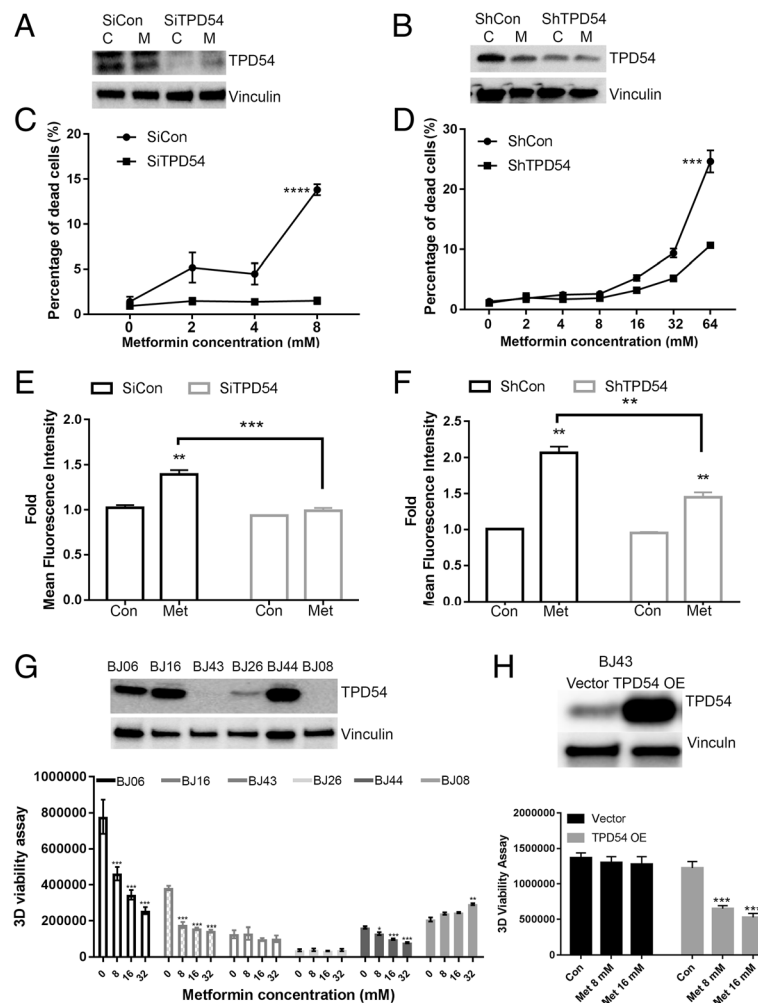 A
SiCon SiTPD54
C M C M
TPD54
Vinculin
B
ShCon ShTPD54
C M C M
TPD54
Vinculin
C
Percentage of dead cells (%)
20
15
10
5
0
SiCon
SiTPD54
****
0 2 4 8
Metformin concentration (mM)
D
Percentage of dead cells (%)
30
20
10
0
ShCon
ShTPD54
***
0 2 4 8 16 32 64
Metformin concentration (mM)
E
SiCon SiTPD54
Fold
Mean Fluorescence Intensity
2.0
1.5
1.0
0.5
0.0
**
***
Con Met Con Met
F
ShCon ShTPD54
Fold
Mean Fluorescence Intensity
2.5
2.0
1.5
1.0
0.5
0.0
**
**
**
Con Met Con Met
G
BJ06 BJ16 BJ43 BJ26 BJ44 BJ08
TPD54
Vinculin
BJ06 BJ16 BJ43 BJ26 BJ44 BJ08
3D viability assay
1000000
800000
600000
400000
200000
0
*** *** ***
*** *** ***
* *** ***
**
0 8 16 32 0 8 16 32 0 8 16 32 0 8 16 32 0 8 16 32 0 8 16 32
Metformin concentration (mM)
H
BJ43
Vector TPD54 OE
TPD54
Vinculn
3D Viability Assay
2000000
1500000
1000000
500000
0
Vector
TPD54 OE
***
***
Con Met 8 mM Met 16 mM Con Met 8 mM Met 16 mM